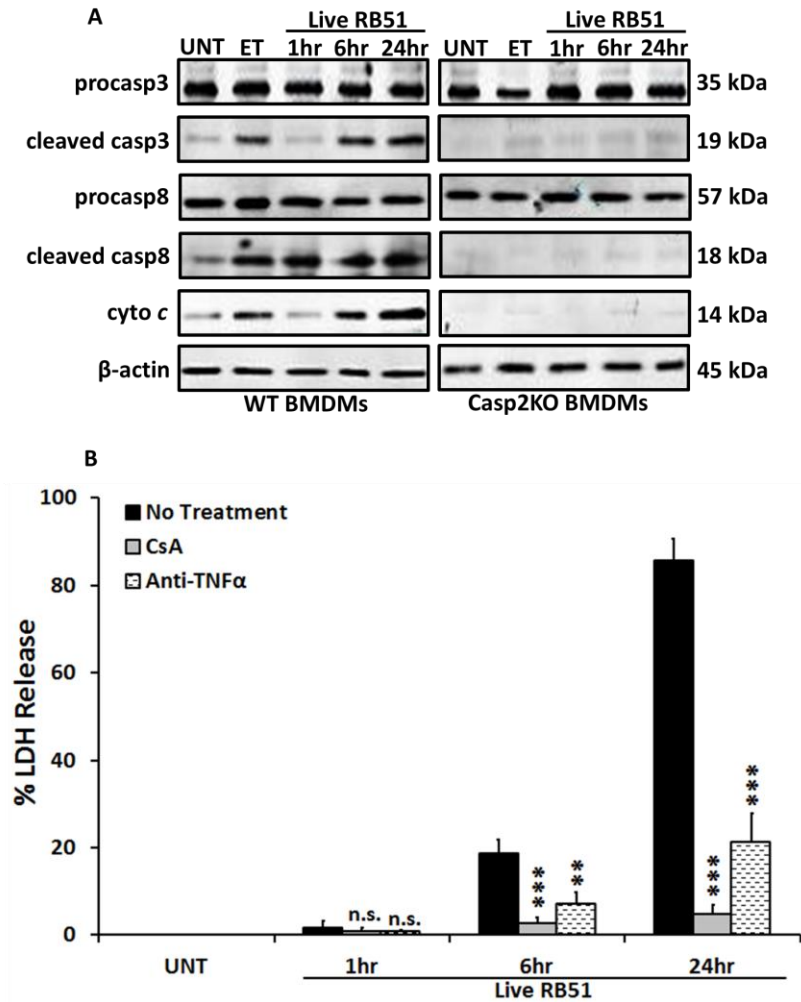 A
Live RB51 Live RB51
UNT ET 1hr 6hr 24hr UNT ET 1hr 6hr 24hr
procasp3 35 kDa
cleaved casp3 19 kDa
procasp8 57 kDa
cleaved casp8 18 kDa
cyto c 14 kDa
β-actin 45 kDa
WT BMDMs Casp2KO BMDMs
B
100
80
60
40
20
0
% LDH Release
No Treatment
CsA
Anti-TNFα
n.s. n.s.
*** **
*** ***
UNT 1hr 6hr 24hr
Live RB51